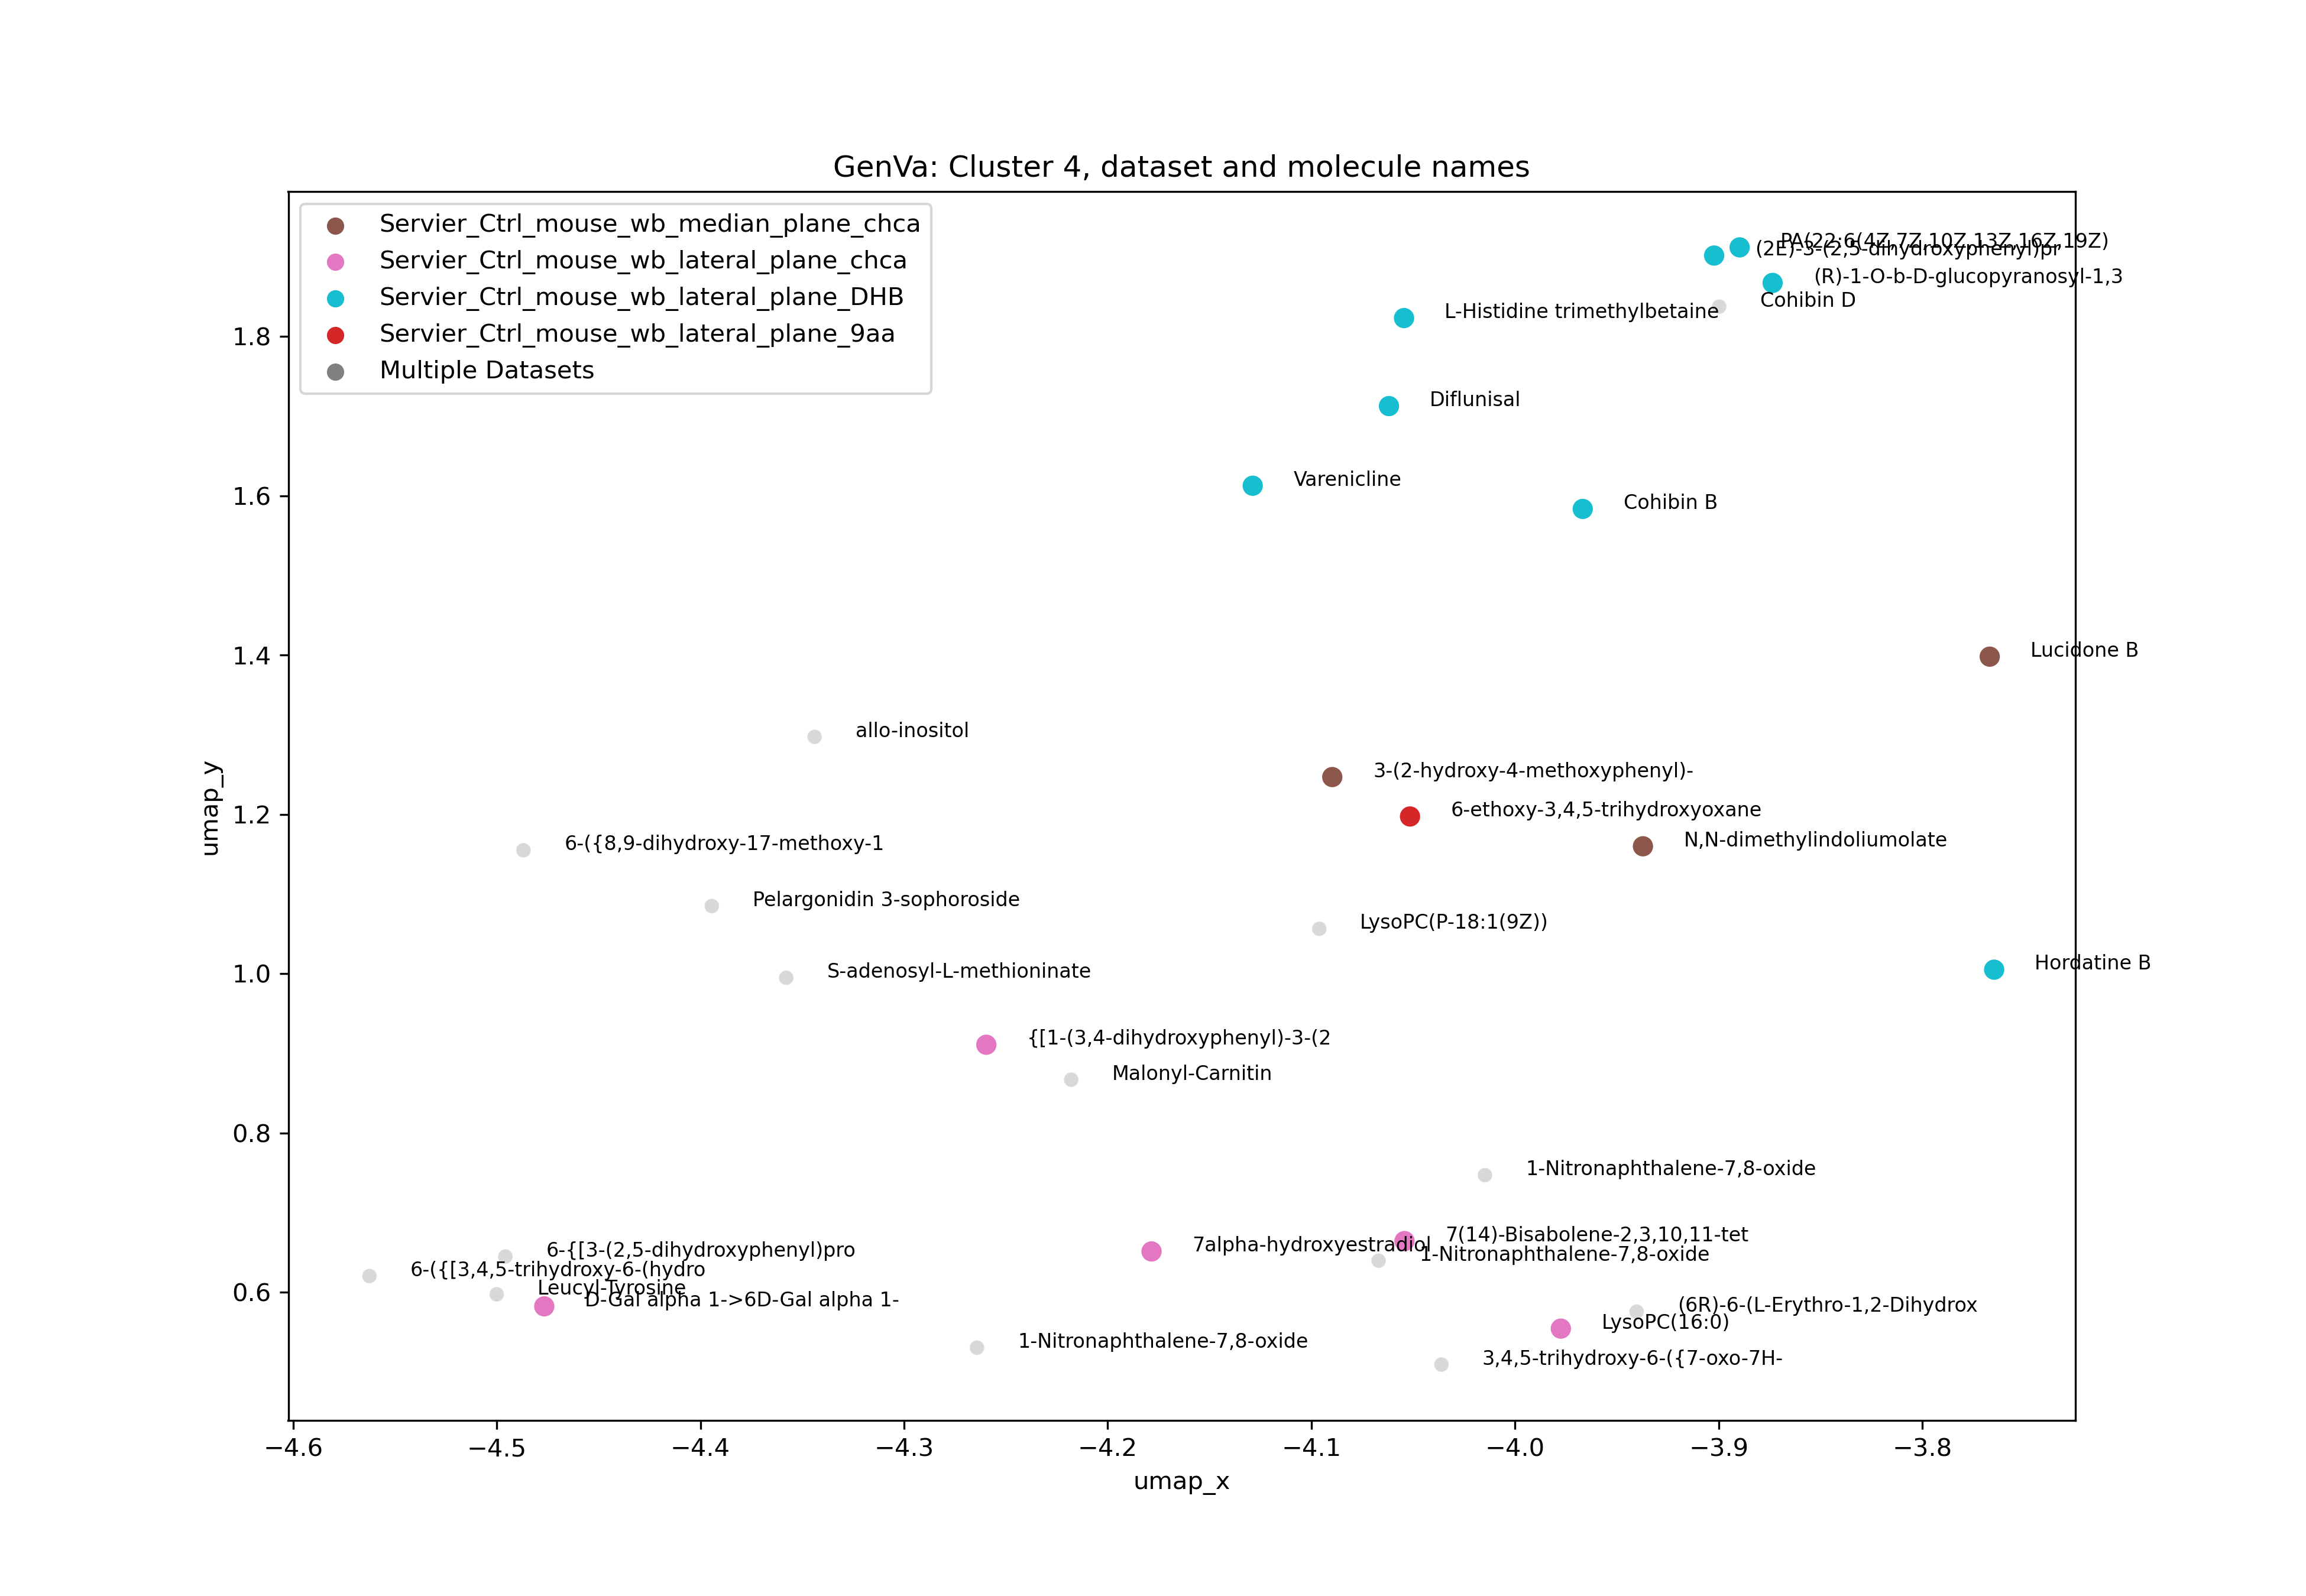 GenVa: Cluster 4, dataset and molecule names
Servier_Ctrl_mouse_wb_median_plane_chca
Servier_Ctrl_mouse_wb_lateral_plane_chca
Servier_Ctrl_mouse_wb_lateral_plane_DHB
Servier_Ctrl_mouse_wb_lateral_plane_9aa
Multiple Datasets
PA(22:6(4Z,7Z,10Z,13Z,16Z,19Z)
(2E)-3-(2,5-dihydroxyphenyl)pr
(R)-1-O-b-D-glucopyranosyl-1,3
Cohibin D
L-Histidine trimethylbetaine
Diflunisal
Varenicline
Cohibin B
Lucidone B
allo-inositol
3-(2-hydroxy-4-methoxyphenyl)-
6-ethoxy-3,4,5-trihydroxyoxane
N,N-dimethylindoliumolate
6-({8,9-dihydroxy-17-methoxy-1
Pelargonidin 3-sophoroside
LysoPC(P-18:1(9Z))
S-adenosyl-L-methioninate
Hordatine B
{[1-(3,4-dihydroxyphenyl)-3-(2
Malonyl-Carnitin
1-Nitronaphthalene-7,8-oxide
7(14)-Bisabolene-2,3,10,11-tet
7alpha-hydroxyestradiol
1-Nitronaphthalene-7,8-oxide
6-{[3-(2,5-dihydroxyphenyl)pro
6-({[3,4,5-trihydroxy-6-(hydro
Leucyl-Tyrosine
D-Gal alpha 1->6D-Gal alpha 1-
(6R)-6-(L-Erythro-1,2-Dihydrox
LysoPC(16:0)
1-Nitronaphthalene-7,8-oxide
3,4,5-trihydroxy-6-({7-oxo-7H-
1.8
1.6
1.4
1.2
1.0
0.8
0.6
umap_y
−4.6 −4.5 −4.4 −4.3 −4.2 −4.1 −4.0 −3.9 −3.8
umap_x